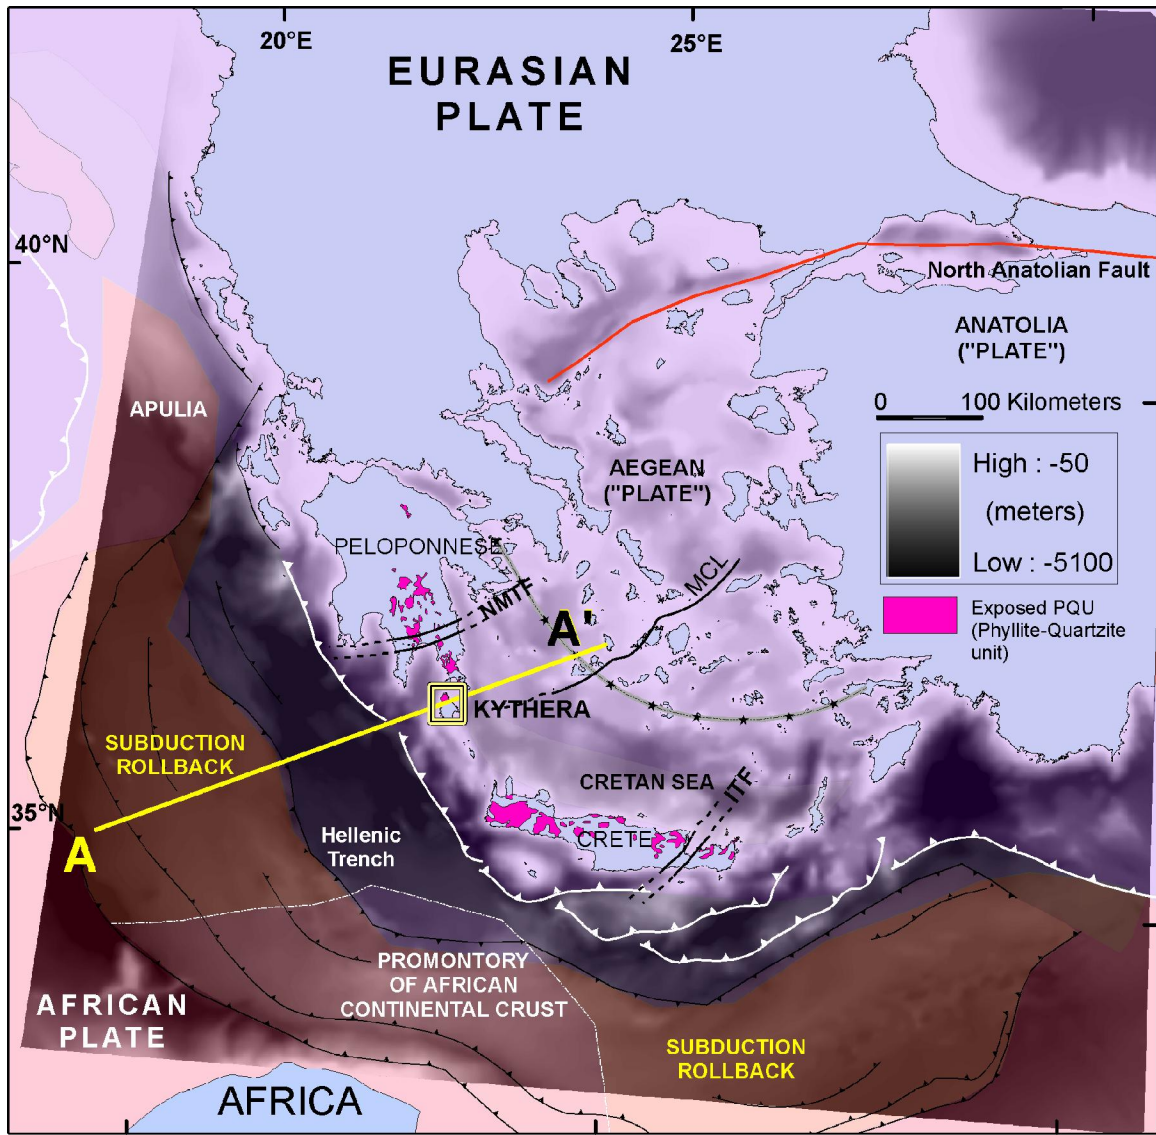 20°E
25°E
EURASIAN
PLATE
40°N
North Anatolian Fault
ANATOLIA
("PLATE")
0 100 Kilometers
APULIA
High : -50
(meters)
Low : -5100
AEGEAN
("PLATE")
PELOPONNESE
NMTF
MCL
Exposed PQU
(Phyllite-Quartzite
unit)
A'
KYTHERA
SUBDUCTION
ROLLBACK
CRETAN SEA
ITF
35°N
Hellenic
Trench
CRETE
A
PROMONTORY
OF AFRICAN
CONTINENTAL CRUST
AFRICAN
PLATE
SUBDUCTION
ROLLBACK
AFRICA